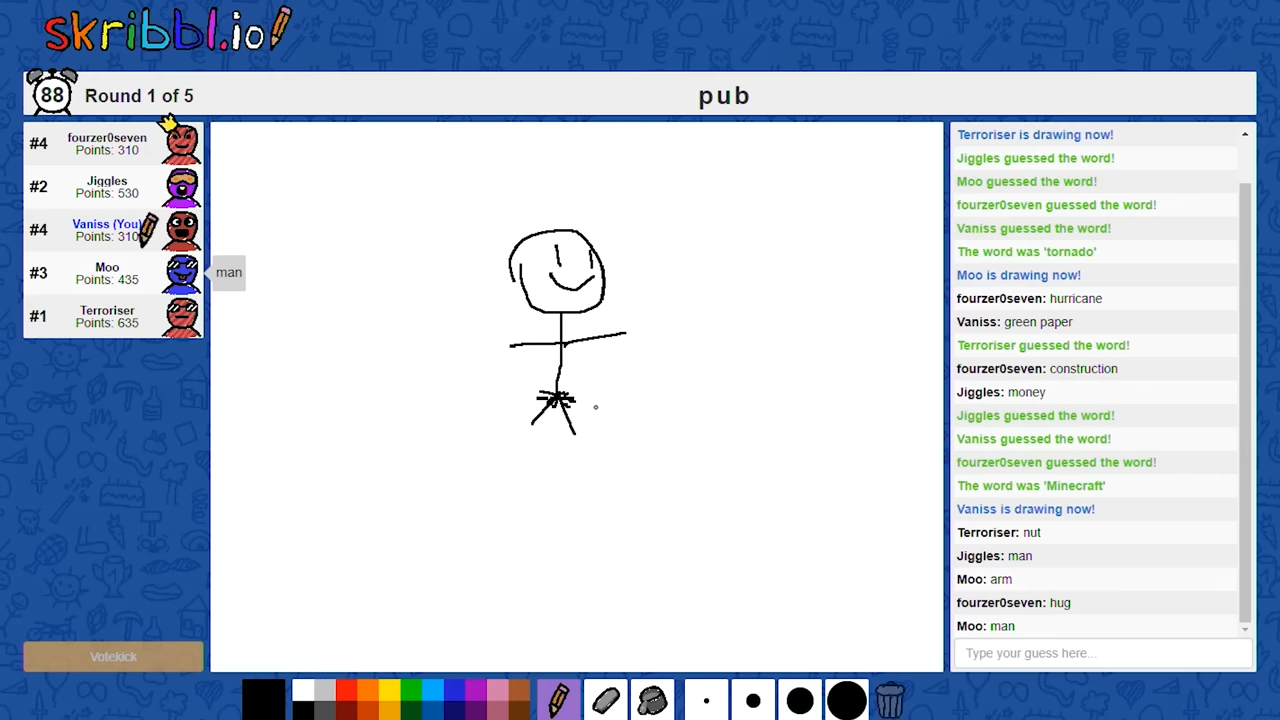 skribbl.io
88
Round 1 of 5
pub
#4
fourzer0seven
Points: 310
#2
Jiggles
Points: 530
#4
Vaniss (You)
Points: 310
#3
Moo
Points: 435
man
#1
Terroriser
Points: 635
Votekick
Terroriser is drawing now!
Jiggles guessed the word!
Moo guessed the word!
fourzer0seven guessed the word!
Vaniss guessed the word!
The word was 'tornado'
Moo is drawing now!
fourzer0seven: hurricane
Vaniss: green paper
Terroriser guessed the word!
fourzer0seven: construction
Jiggles: money
Jiggles guessed the word!
Vaniss guessed the word!
fourzer0seven guessed the word!
The word was 'Minecraft'
Vaniss is drawing now!
Terroriser: nut
Jiggles: man
Moo: arm
fourzer0seven: hug
Moo: man
Type your guess here...